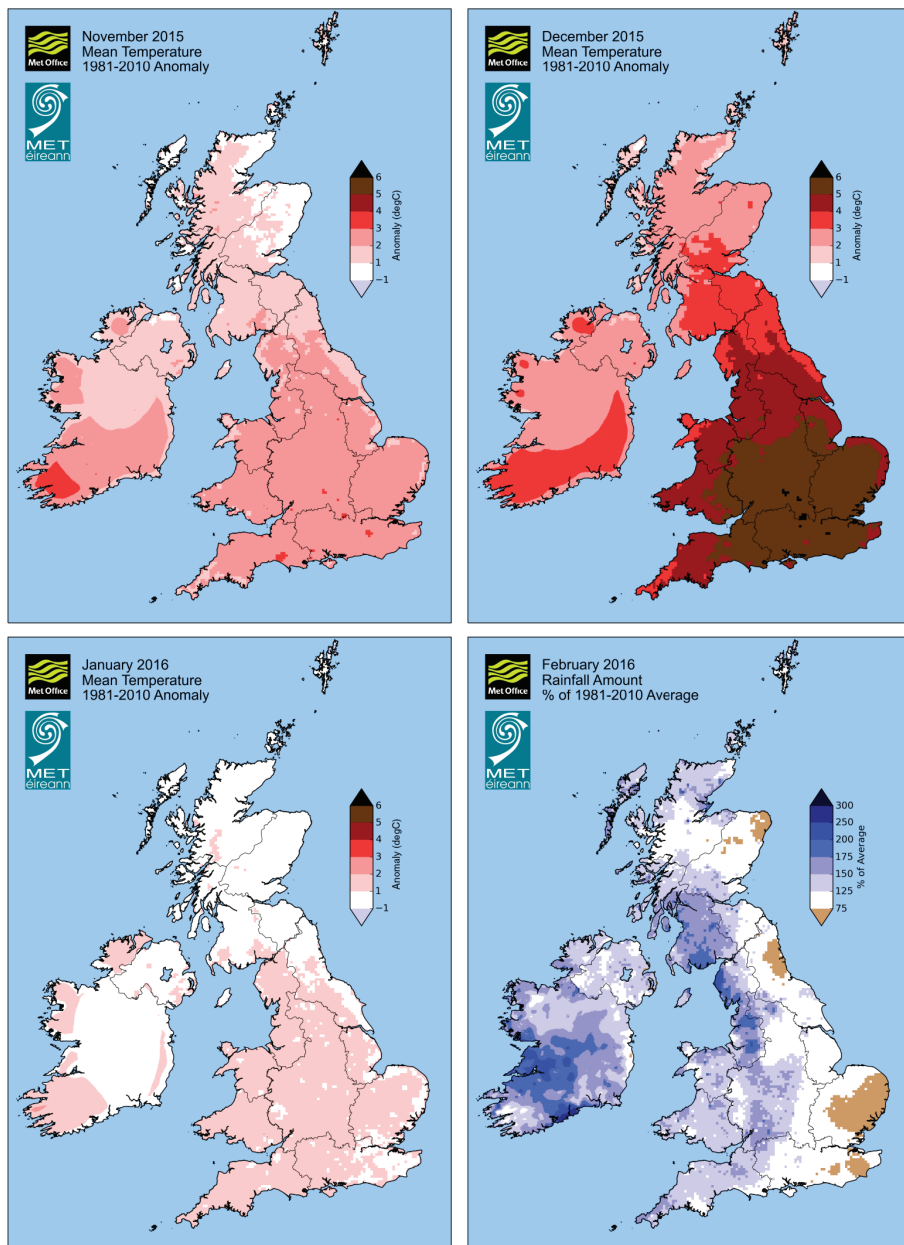 November 2015
Mean Temperature
1981-2010 Anomaly
Met Office
MET
éireann
6
5
4
3
2
1
−1
Anomaly (degC)
December 2015
Mean Temperature
1981-2010 Anomaly
Met Office
MET
éireann
6
5
4
3
2
1
−1
Anomaly (degC)
January 2016
Mean Temperature
1981-2010 Anomaly
Met Office
MET
éireann
6
5
4
3
2
1
−1
Anomaly (degC)
February 2016
Rainfall Amount
% of 1981-2010 Average
Met Office
MET
éireann
300
250
200
175
150
125
75
% of Average